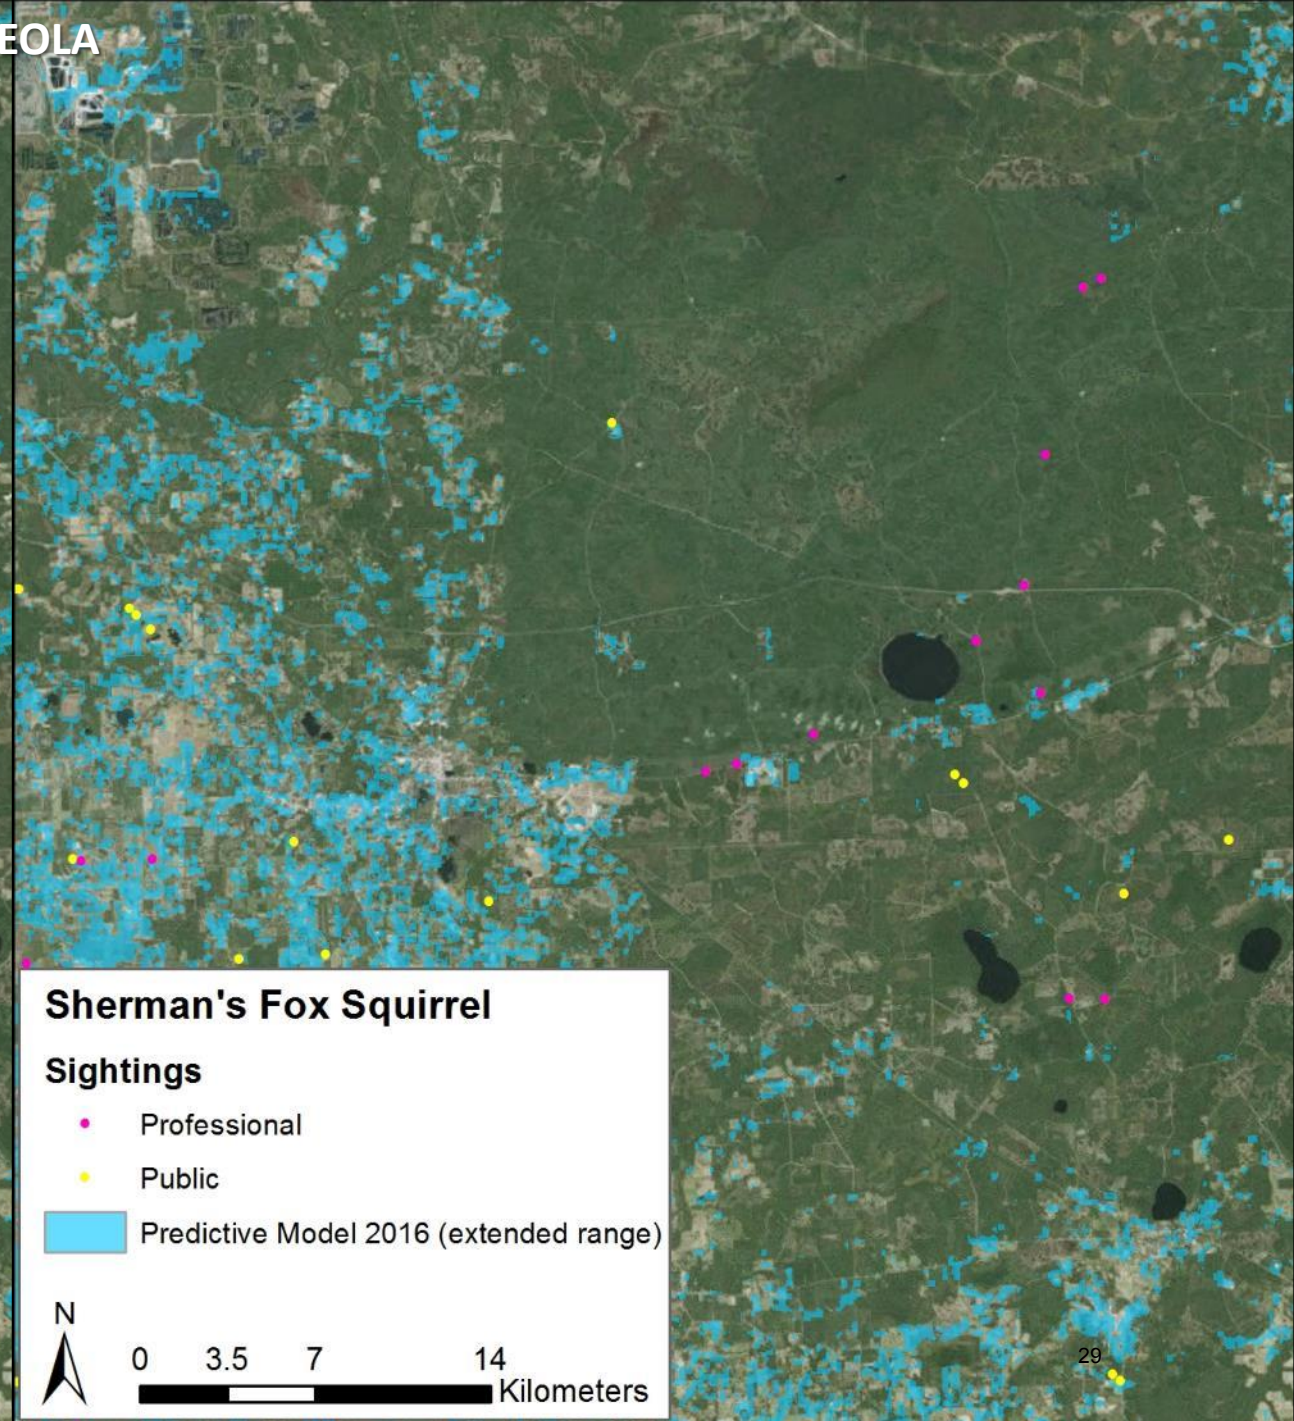 EOLA
Sherman's Fox Squirrel
Sightings
Professional
Public
Predictive Model 2016 (extended range)
N
0 3.5 7 14
Kilometers
29